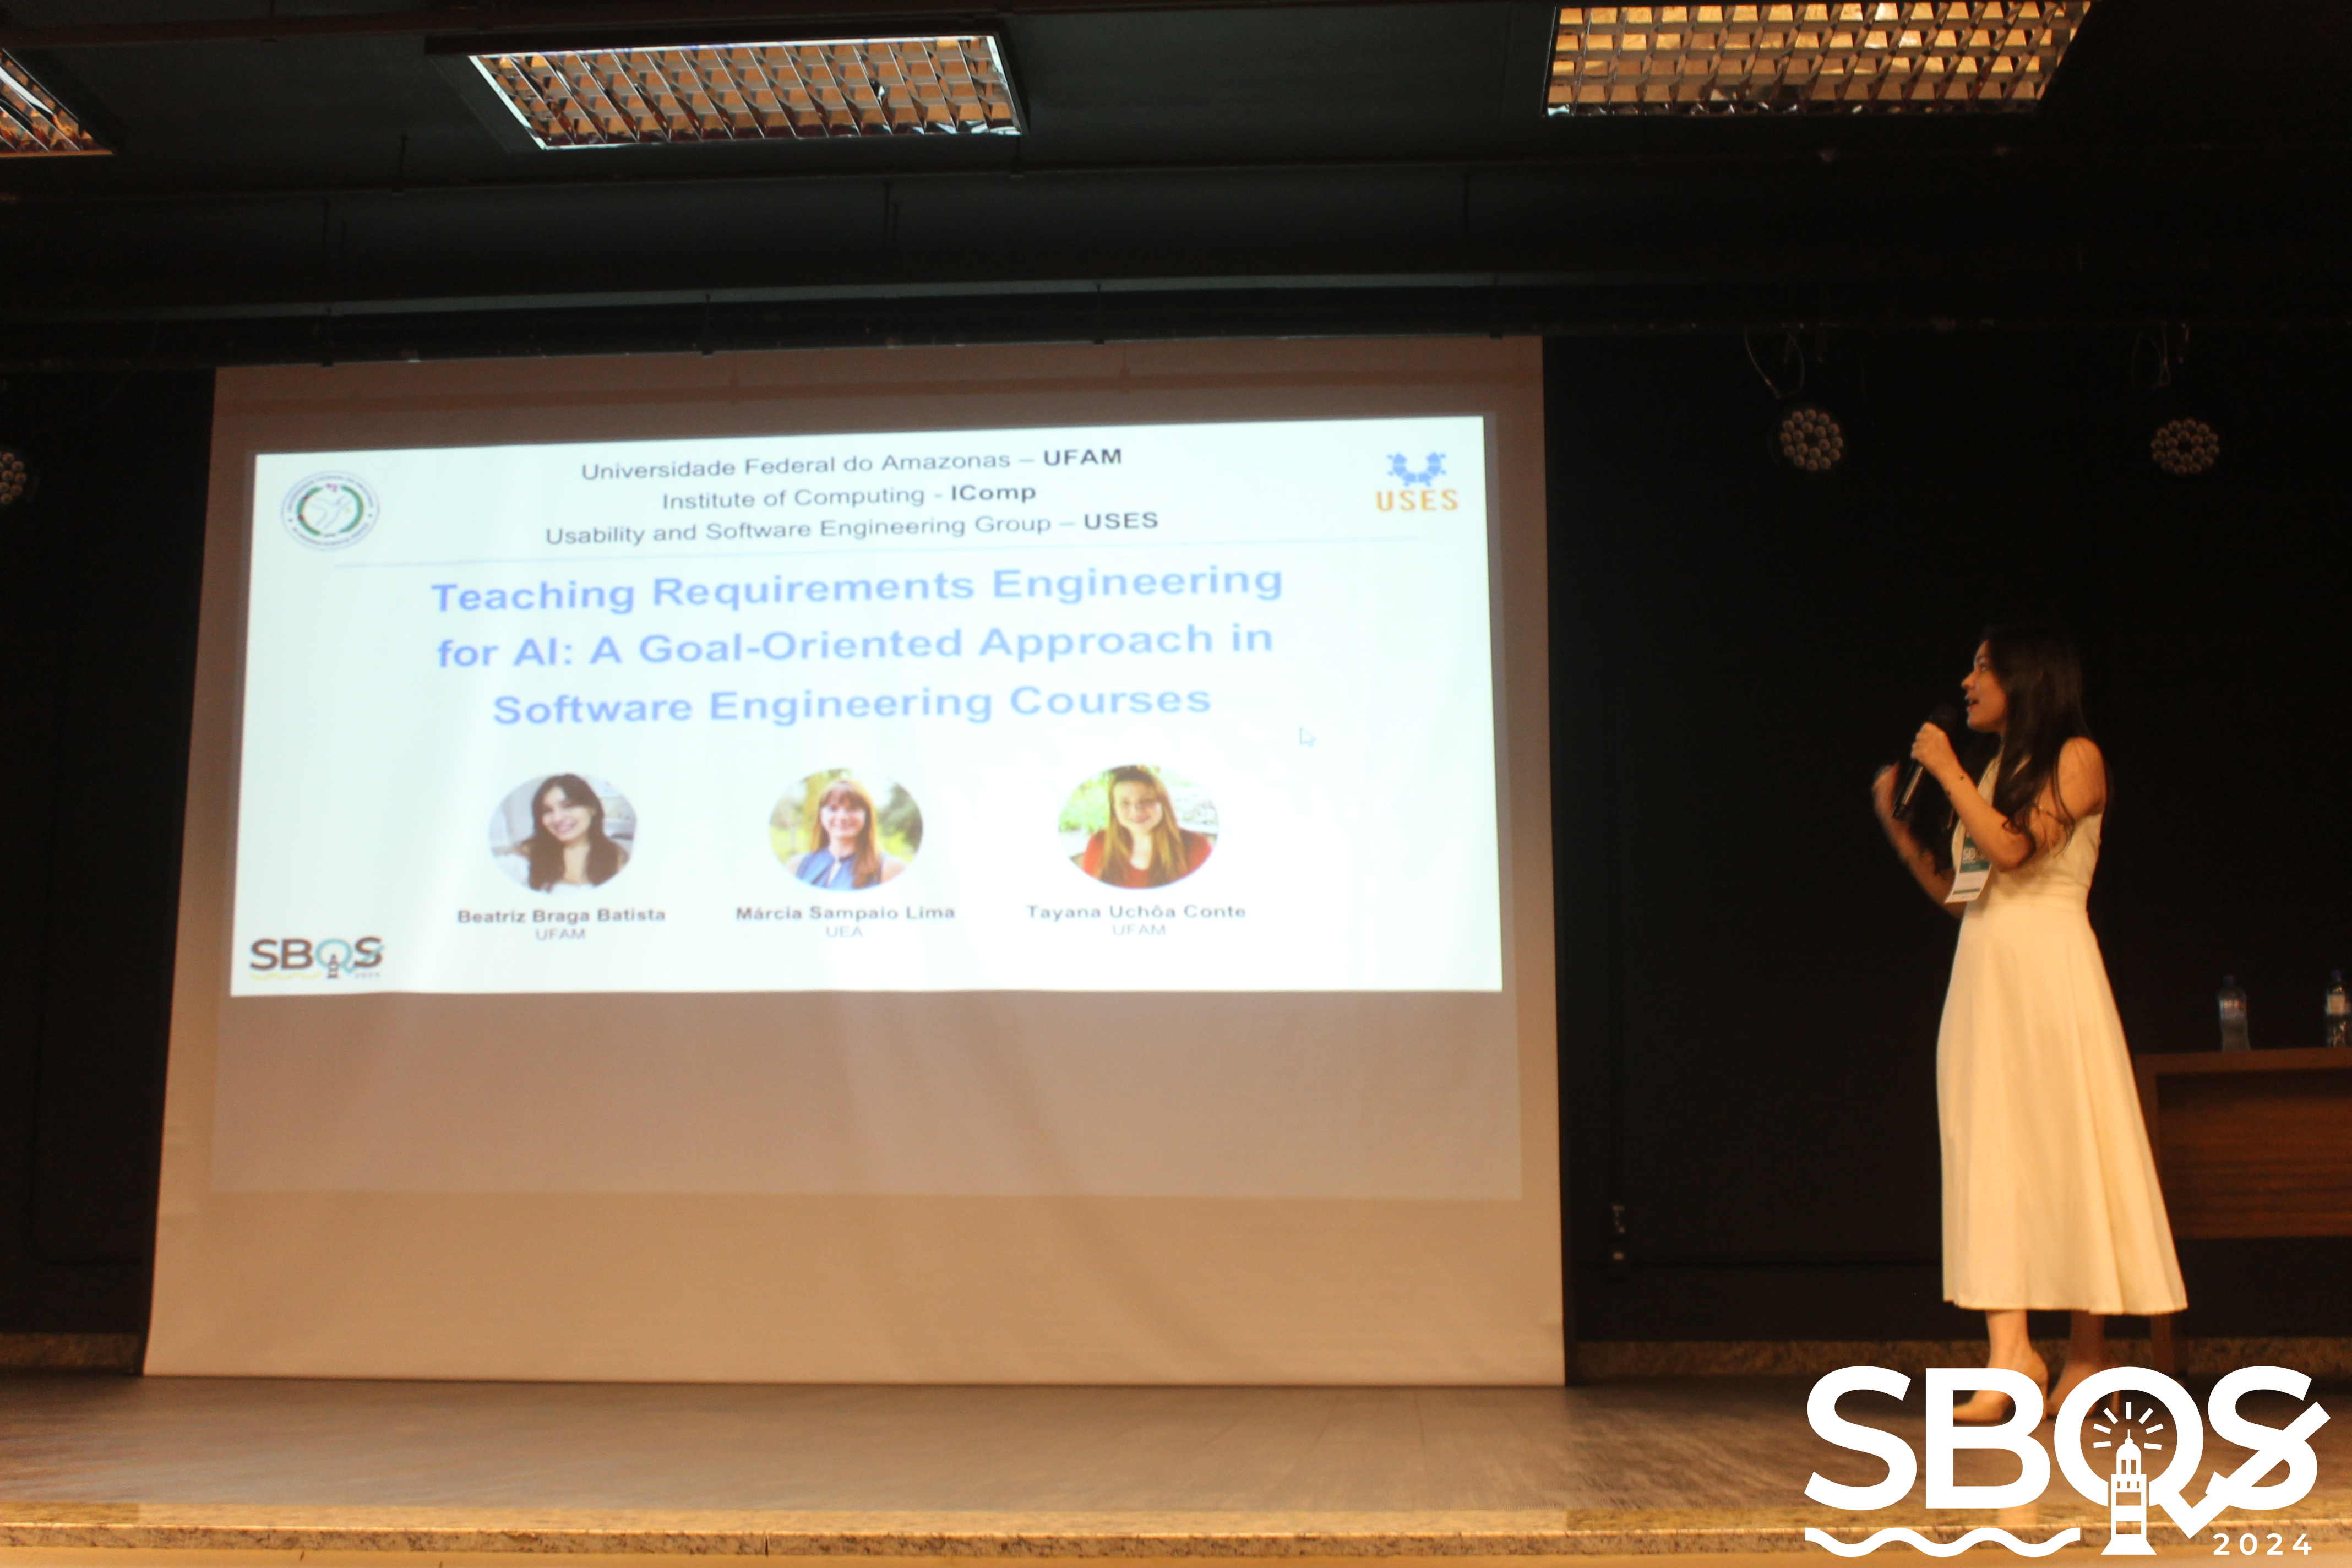 Universidade Federal do Amazonas – UFAM
Institute of Computing - IComp
Usability and Software Engineering Group – USES
USES
Teaching Requirements Engineering
for AI: A Goal-Oriented Approach in
Software Engineering Courses
Beatriz Braga Batista
UFAM
Márcia Sampaio Lima
UEA
Tayana Uchôa Conte
UFAM
SBQS
SBQS
2024